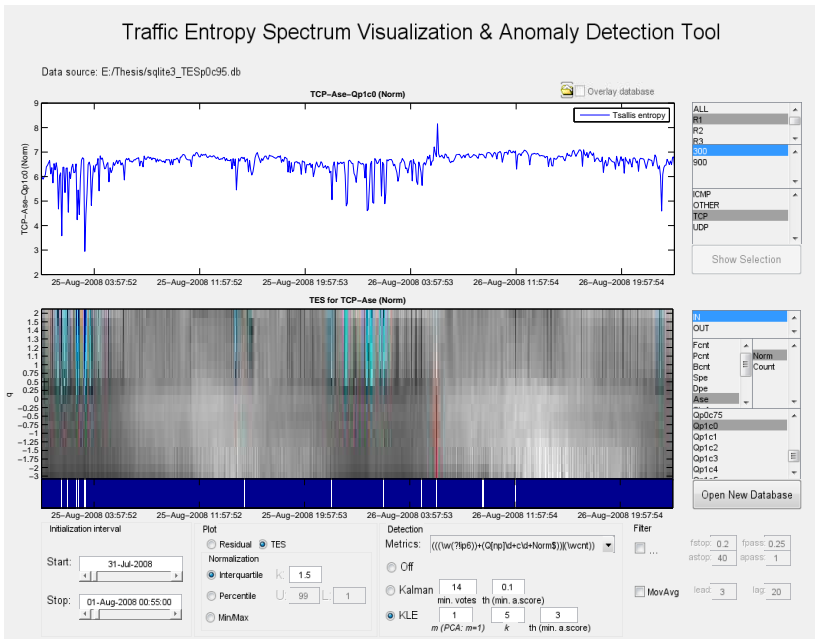 Traffic Entropy Spectrum Visualization & Anomaly Detection Tool
Data source: E:/Thesis/sqlite3_TESp0c95.db
TCP-Ase-Qp1c0 (Norm)
Overlay database
Tsallis entropy
TCP-Ase-Qp1c0 (Norm)
9
8
7
6
5
4
3
2
25-Aug-2008 03:57:52
25-Aug-2008 11:57:52
25-Aug-2008 19:57:53
26-Aug-2008 03:57:53
26-Aug-2008 11:57:54
26-Aug-2008 19:57:54
ALL
R1
R2
R3
300
900
ICMP
OTHER
TCP
UDP
Show Selection
TES for TCP-Ase (Norm)
q
2
1.5
1.4
1.3
1.2
1.1
1
0.75
0.5
0.25
0
-0.25
-0.5
-0.75
-1
-1.25
-1.5
-1.75
-2
-3
25-Aug-2008 03:57:52
25-Aug-2008 11:57:52
25-Aug-2008 19:57:53
26-Aug-2008 03:57:53
26-Aug-2008 11:57:54
26-Aug-2008 19:57:54
IN
OUT
Fcnt
Pcnt
Bcnt
Spe
Dpe
Ase
Norm
Count
Qp0c75
Qp1c0
Qp1c1
Qp1c2
Qp1c3
Qp1c4
Open New Database
Initialization interval
Start:
31-Jul-2008
Stop:
01-Aug-2008 00:55:00
Plot
Residual
TES
Normalization
Interquartile k: 1.5
Percentile U: 99 L: 1
Min/Max
Detection
Metrics: (((\w(?!ip6))+(Q[np]\d+c\d+Norm$))|(\wcnt))
Off
Kalman 14 0.1
min. votes th (min. a.score)
KLE 1 5 3
m (PCA: m=1) k th (min. a.score)
Filter
...
fstop: 0.2 fpass: 0.25
astop: 40 apass: 1
MovAvg lead: 3 lag: 20